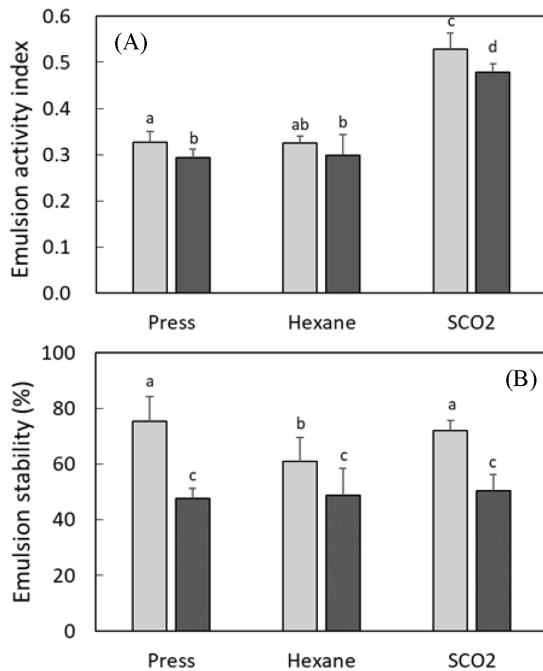 (A)
Emulsion activity index
0.6
0.5
0.4
0.3
0.2
0.1
0.0
a
b
ab
b
c
d
Press
Hexane
SCO2
(B)
Emulsion stability (%)
100
80
60
40
20
0
a
c
b
c
a
c
Press
Hexane
SCO2